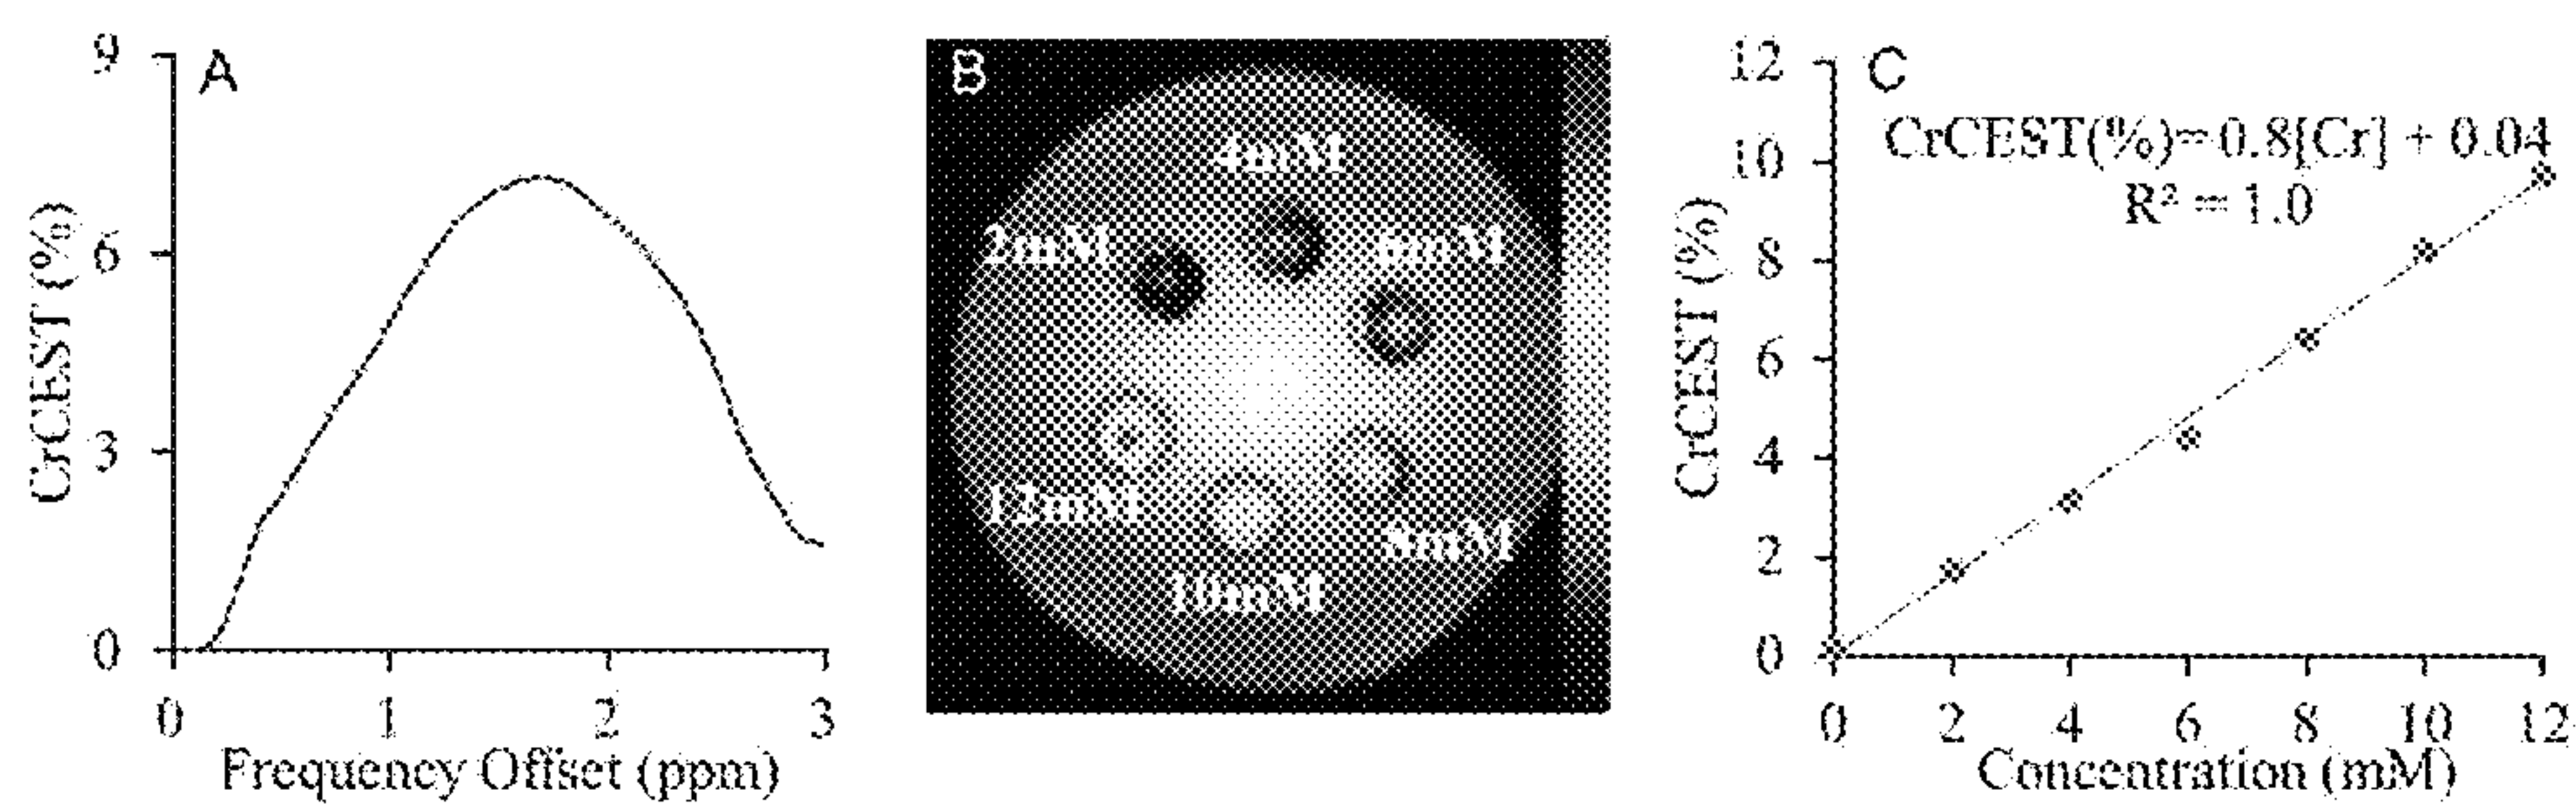 A
9
6
3
0
CrCEST (%)
0 1 2 3
Frequency Offset (ppm)
B
4mM
2mM
6mM
12mM
8mM
10mM
C
12
10
8
6
4
2
0
CrCEST (%)
CrCEST(%)=0.8[Cr] + 0.04
R² = 1.0
0 2 4 6 8 10 12
Concentration (mM)